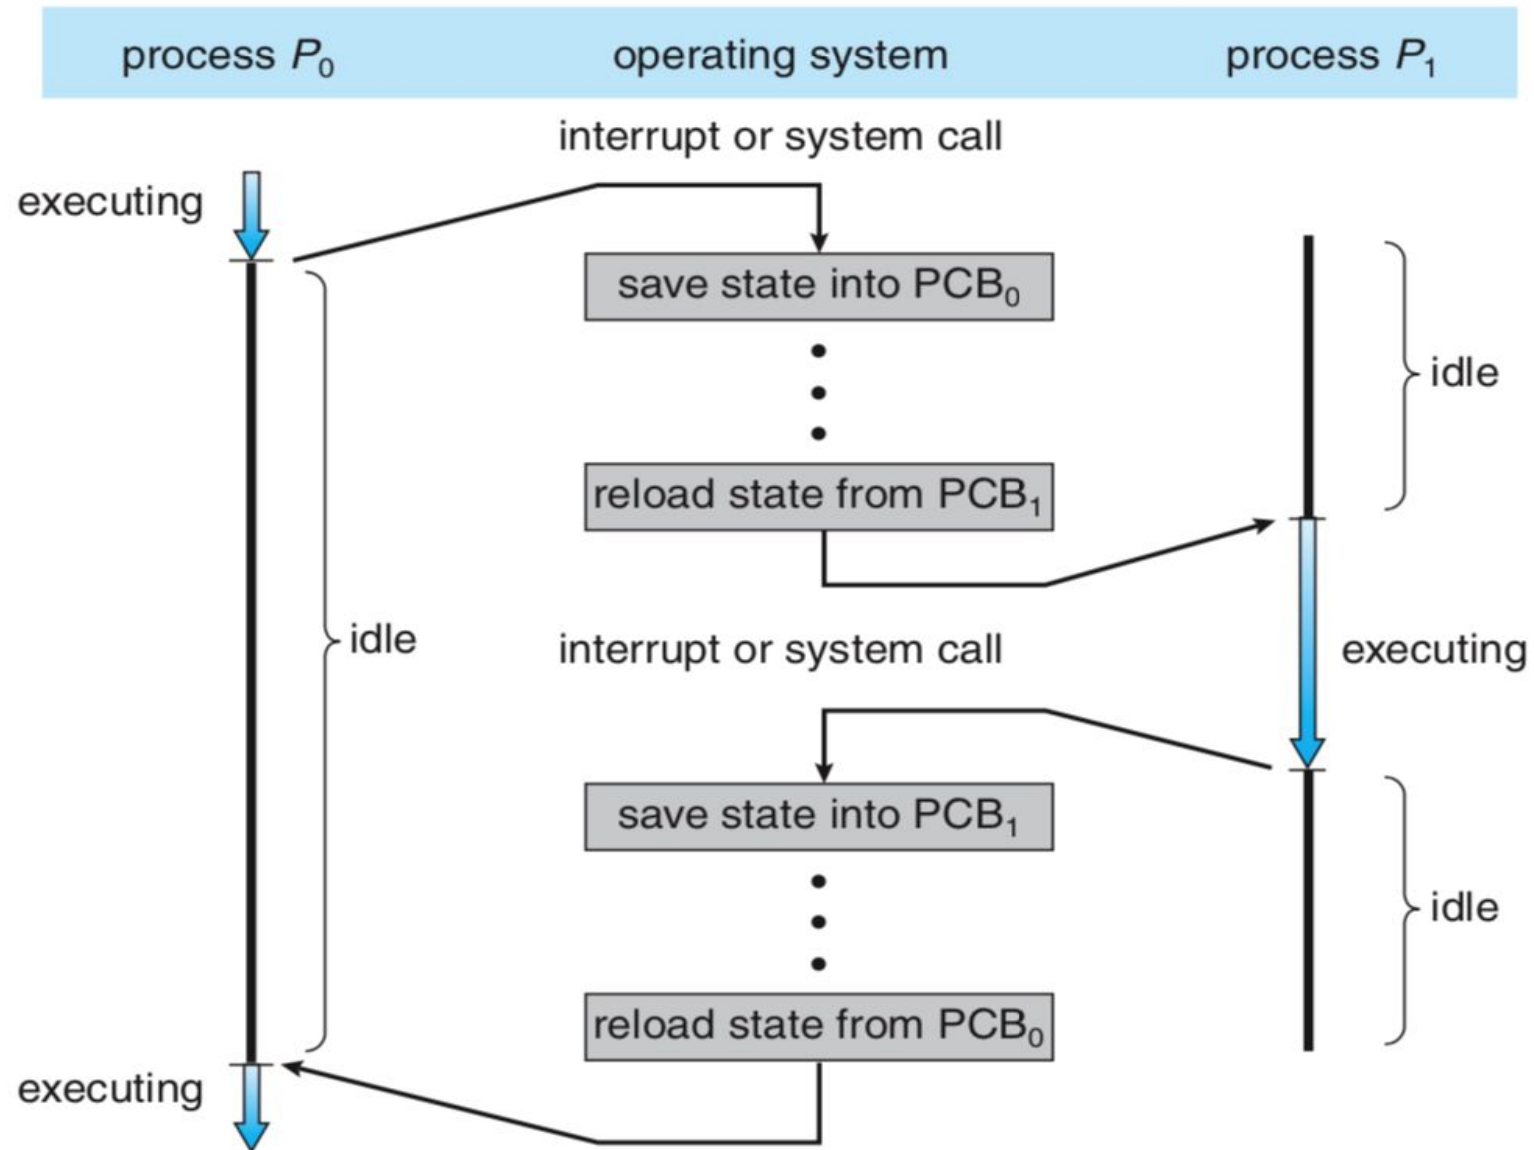 process P₀ operating system process P₁
interrupt or system call
executing
save state into PCB₀
idle
reload state from PCB₁
idle
interrupt or system call
executing
save state into PCB₁
idle
reload state from PCB₀
executing